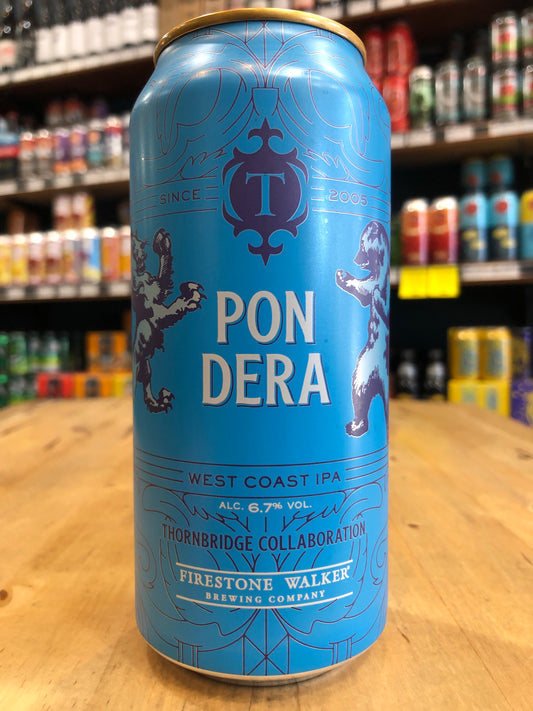 SINCE T 2005
PON
DERA
WEST COAST IPA
ALC. 6.7% VOL.
THORNBRIDGE COLLABORATION
FIRESTONE WALKER®
BREWING COMPANY